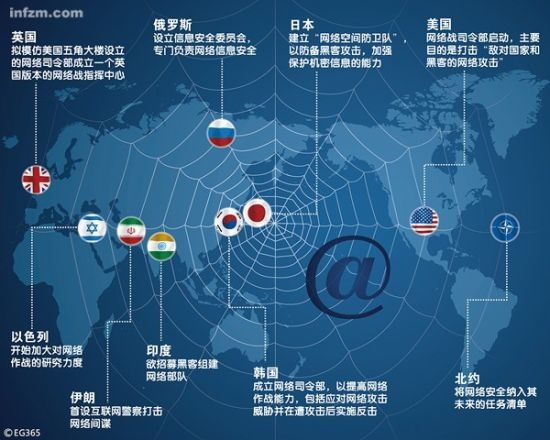 infzm.com
英国
拟模仿美国五角大楼设立
的网络司令部成立一个英
国版本的网络战指挥中心
俄罗斯
设立信息安全委员会，
专门负责网络信息安全
日本
建立“网络空间防卫队”，
以防备黑客攻击，加强
保护机密信息的能力
美国
网络战司令部启动，主要
目的是打击“敌对国家和
黑客的网络攻击”
@
以色列
开始加大对网络
作战的研究力度
伊朗
首设互联网警察打击
网络间谍
印度
欲招募黑客组建
网络部队
韩国
成立网络司令部，以提高网络
作战能力，包括应对网络攻击
威胁并在遭攻击后实施反击
北约
将网络安全纳入其
未来的任务清单
©EG365